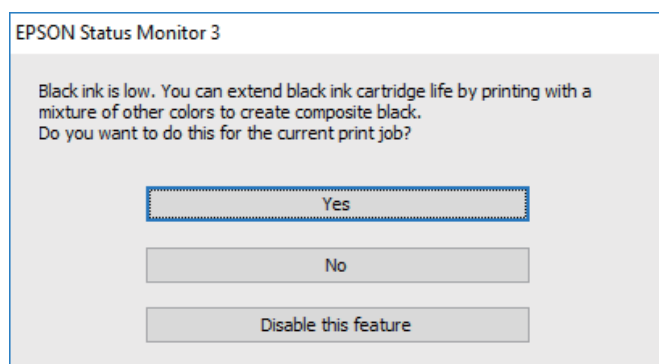 EPSON Status Monitor 3
Black ink is low. You can extend black ink cartridge life by printing with a
mixture of other colors to create composite black.
Do you want to do this for the current print job?
Yes
No
Disable this feature